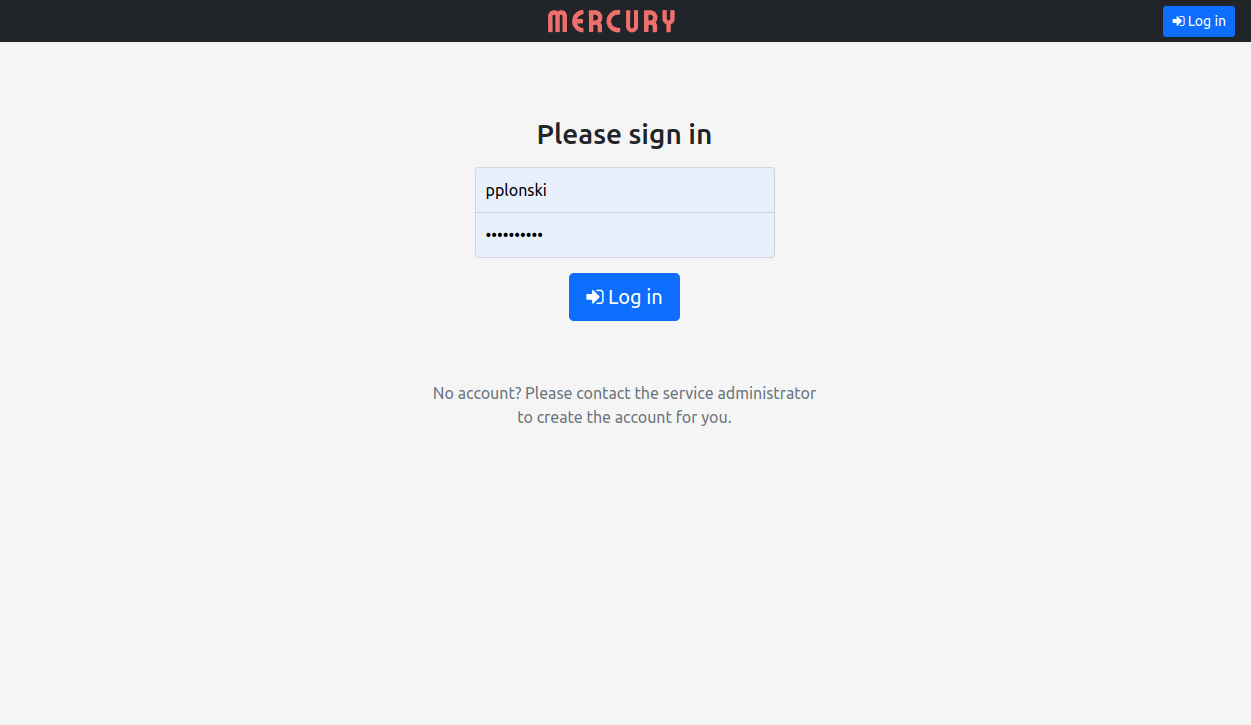 MERCURY
Log in
Please sign in
pplonski
••••••••••
Log in
No account? Please contact the service administrator
to create the account for you.